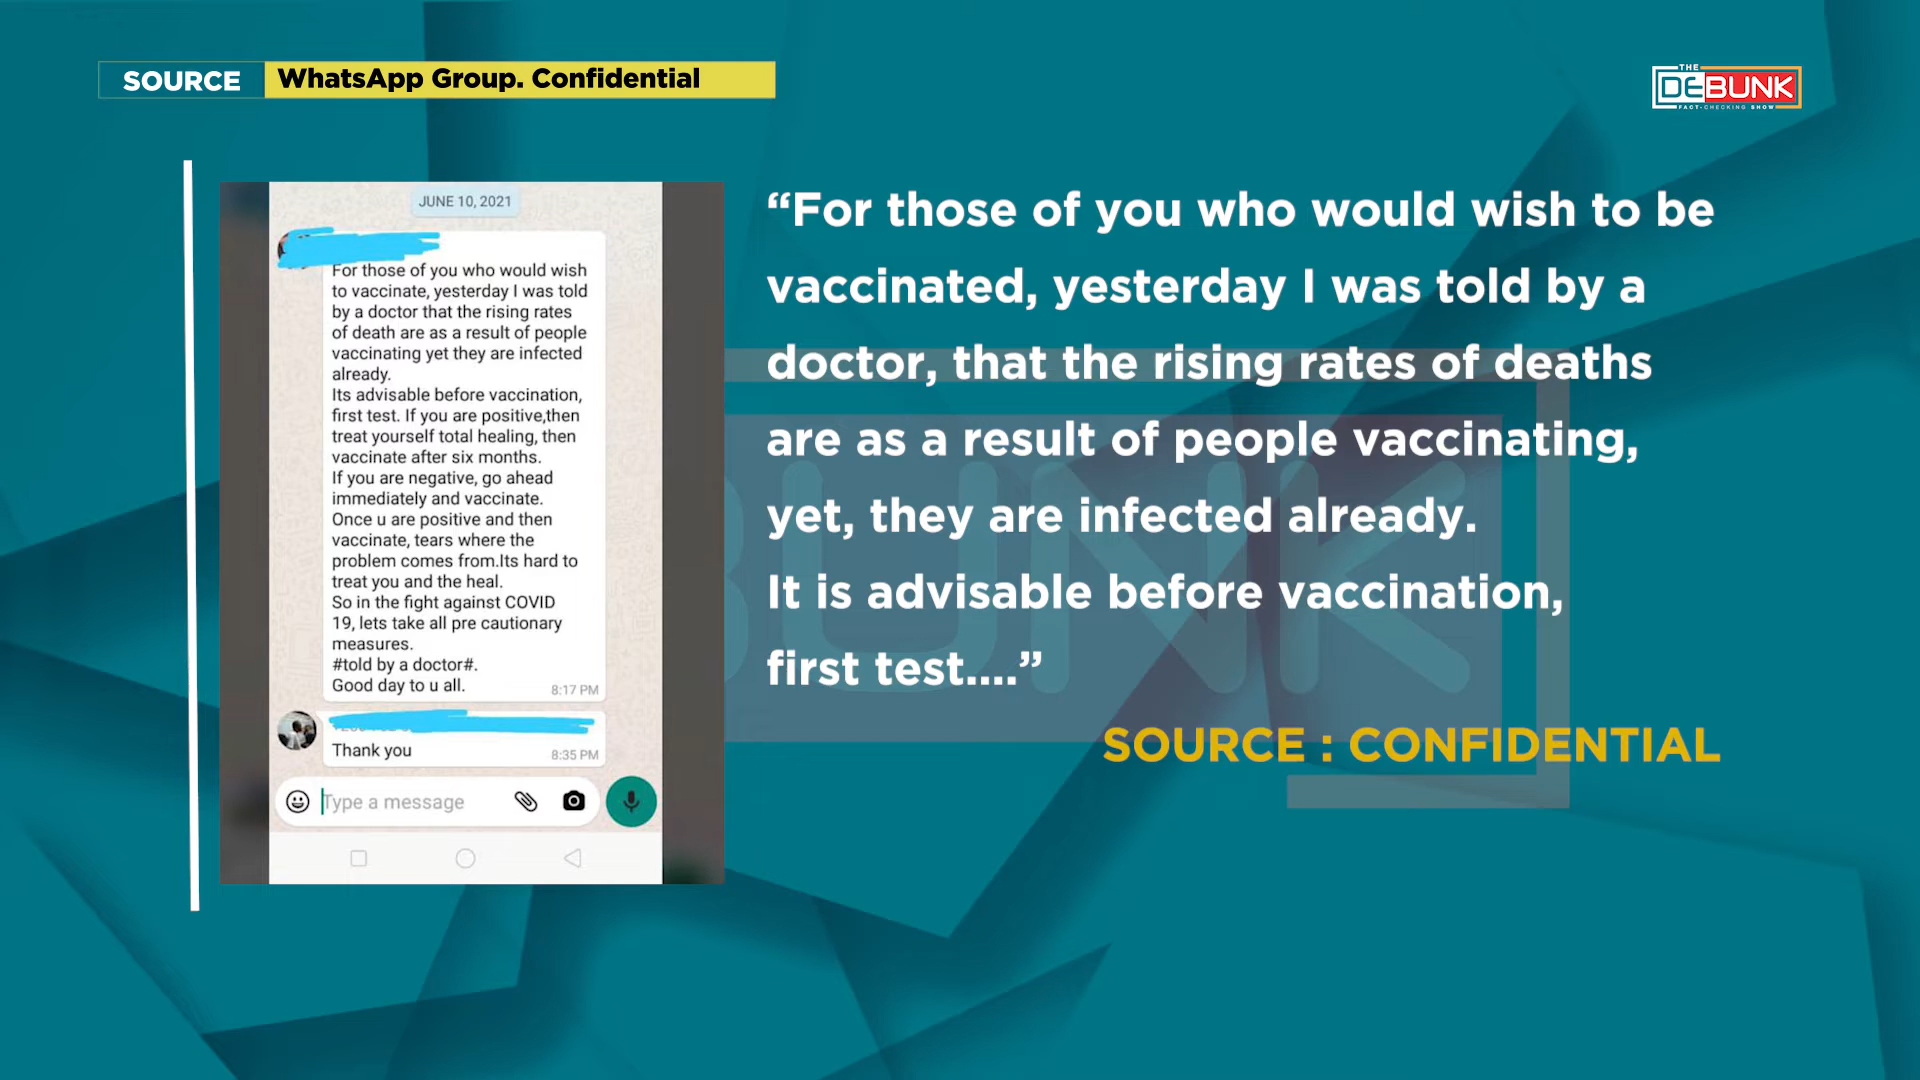 SOURCE WhatsApp Group. Confidential
THE
DEBUNK
FACT-CHECKING SHOW
JUNE 10, 2021
For those of you who would wish
to vaccinate, yesterday I was told
by a doctor that the rising rates
of death are as a result of people
vaccinating yet they are infected
already.
Its advisable before vaccination,
first test. If you are positive,then
treat yourself total healing, then
vaccinate after six months.
If you are negative, go ahead
immediately and vaccinate.
Once u are positive and then
vaccinate, tears where the
problem comes from.Its hard to
treat you and the heal.
So in the fight against COVID
19, lets take all pre cautionary
measures.
#told by a doctor#.
Good day to u all.
8:17 PM
Thank you
8:35 PM
Type a message
“For those of you who would wish to be
vaccinated, yesterday I was told by a
doctor, that the rising rates of deaths
are as a result of people vaccinating,
yet, they are infected already.
It is advisable before vaccination,
first test....”
SOURCE : CONFIDENTIAL
BUNK